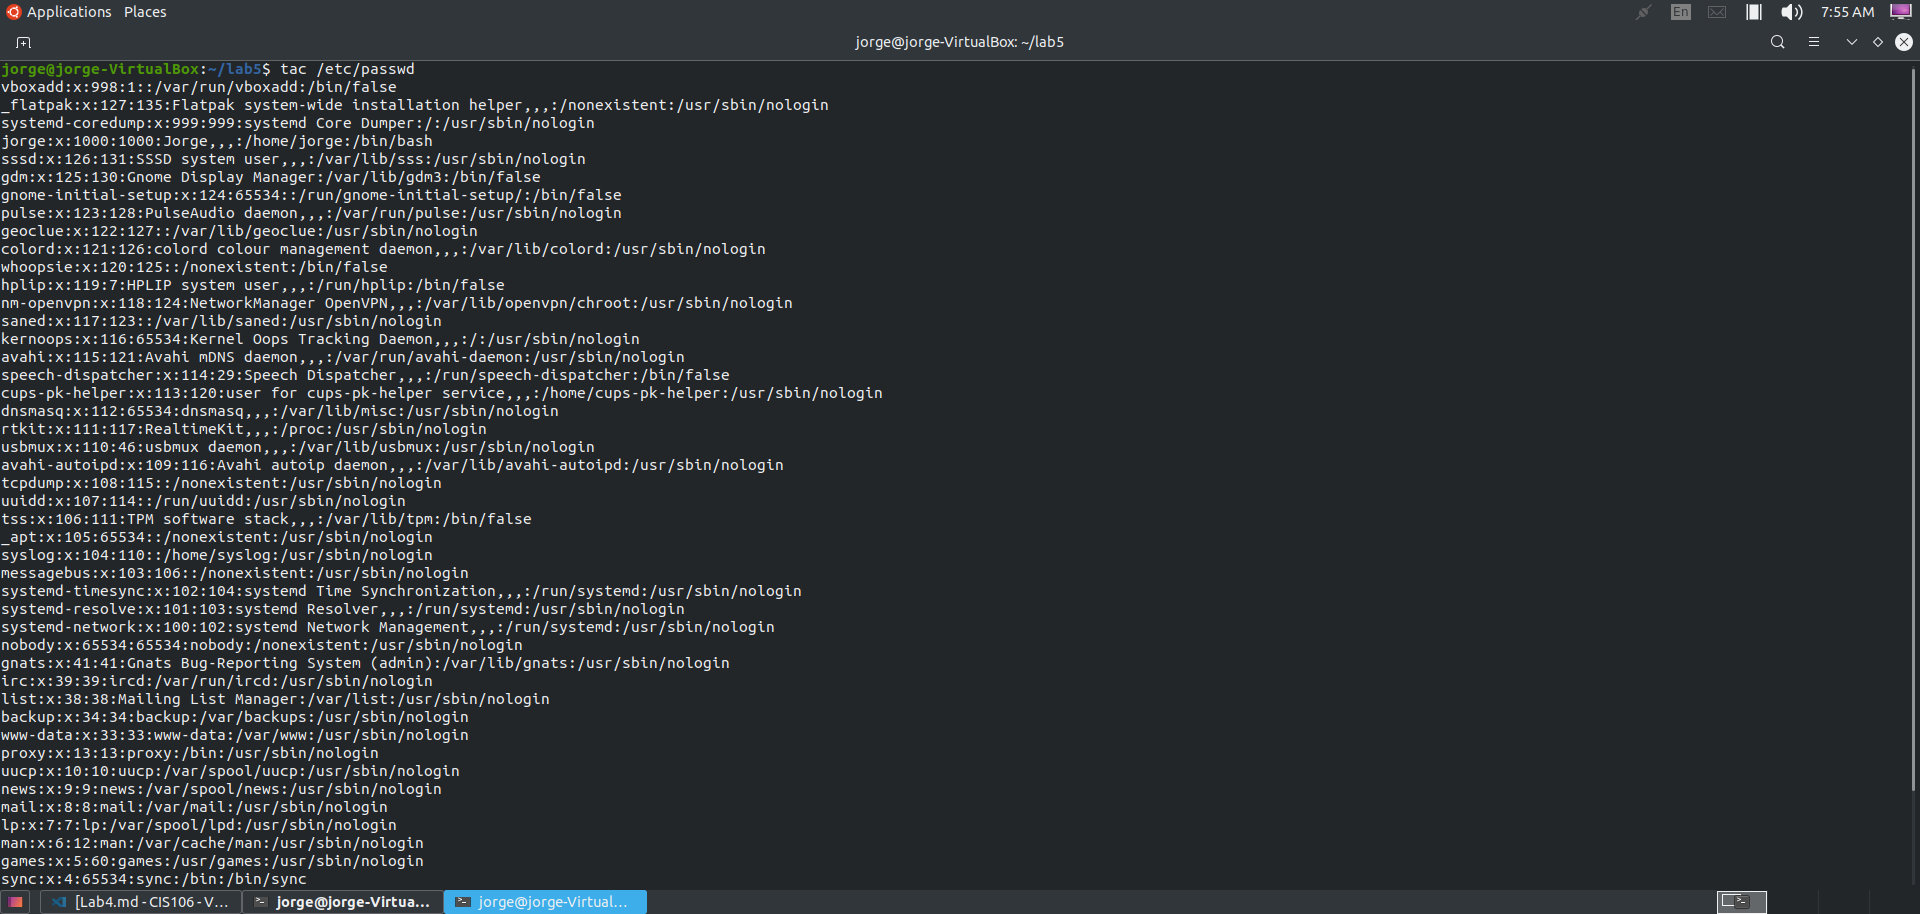 Applications Places
En
7:55 AM
jorge@jorge-VirtualBox: ~/lab5
jorge@jorge-VirtualBox:~/lab5$ tac /etc/passwd
vboxadd:x:998:1::/var/run/vboxadd:/bin/false
_flatpak:x:127:135:Flatpak system-wide installation helper,,,:/nonexistent:/usr/sbin/nologin
systemd-coredump:x:999:999:systemd Core Dumper:/:/usr/sbin/nologin
jorge:x:1000:1000:Jorge,,,:/home/jorge:/bin/bash
sssd:x:126:131:SSSD system user,,,:/var/lib/sss:/usr/sbin/nologin
gdm:x:125:130:Gnome Display Manager:/var/lib/gdm3:/bin/false
gnome-initial-setup:x:124:65534::/run/gnome-initial-setup/:/bin/false
pulse:x:123:128:PulseAudio daemon,,,:/var/run/pulse:/usr/sbin/nologin
geoclue:x:122:127::/var/lib/geoclue:/usr/sbin/nologin
colord:x:121:126:colord colour management daemon,,,:/var/lib/colord:/usr/sbin/nologin
whoopsie:x:120:125::/nonexistent:/bin/false
hplip:x:119:7:HPLIP system user,,,:/run/hplip:/bin/false
nm-openvpn:x:118:124:NetworkManager OpenVPN,,,:/var/lib/openvpn/chroot:/usr/sbin/nologin
saned:x:117:123::/var/lib/saned:/usr/sbin/nologin
kernoops:x:116:65534:Kernel Oops Tracking Daemon,,,:/:/usr/sbin/nologin
avahi:x:115:121:Avahi mDNS daemon,,,:/var/run/avahi-daemon:/usr/sbin/nologin
speech-dispatcher:x:114:29:Speech Dispatcher,,,:/run/speech-dispatcher:/bin/false
cups-pk-helper:x:113:120:user for cups-pk-helper service,,,:/home/cups-pk-helper:/usr/sbin/nologin
dnsmasq:x:112:65534:dnsmasq,,,:/var/lib/misc:/usr/sbin/nologin
rtkit:x:111:117:RealtimeKit,,,:/proc:/usr/sbin/nologin
usbmux:x:110:46:usbmux daemon,,,:/var/lib/usbmux:/usr/sbin/nologin
avahi-autoipd:x:109:116:Avahi autoip daemon,,,:/var/lib/avahi-autoipd:/usr/sbin/nologin
tcpdump:x:108:115::/nonexistent:/usr/sbin/nologin
uuidd:x:107:114::/run/uuidd:/usr/sbin/nologin
tss:x:106:111:TPM software stack,,,:/var/lib/tpm:/bin/false
_apt:x:105:65534::/nonexistent:/usr/sbin/nologin
syslog:x:104:110::/home/syslog:/usr/sbin/nologin
messagebus:x:103:106::/nonexistent:/usr/sbin/nologin
systemd-timesync:x:102:104:systemd Time Synchronization,,,:/run/systemd:/usr/sbin/nologin
systemd-resolve:x:101:103:systemd Resolver,,,:/run/systemd:/usr/sbin/nologin
systemd-network:x:100:102:systemd Network Management,,,:/run/systemd:/usr/sbin/nologin
nobody:x:65534:65534:nobody:/nonexistent:/usr/sbin/nologin
gnats:x:41:41:Gnats Bug-Reporting System (admin):/var/lib/gnats:/usr/sbin/nologin
irc:x:39:39:ircd:/var/run/ircd:/usr/sbin/nologin
list:x:38:38:Mailing List Manager:/var/list:/usr/sbin/nologin
backup:x:34:34:backup:/var/backups:/usr/sbin/nologin
www-data:x:33:33:www-data:/var/www:/usr/sbin/nologin
proxy:x:13:13:proxy:/bin:/usr/sbin/nologin
uucp:x:10:10:uucp:/var/spool/uucp:/usr/sbin/nologin
news:x:9:9:news:/var/spool/news:/usr/sbin/nologin
mail:x:8:8:mail:/var/mail:/usr/sbin/nologin
lp:x:7:7:lp:/var/spool/lpd:/usr/sbin/nologin
man:x:6:12:man:/var/cache/man:/usr/sbin/nologin
games:x:5:60:games:/usr/games:/usr/sbin/nologin
sync:x:4:65534:sync:/bin:/bin/sync
[Lab4.md - CIS106 - V... jorge@jorge-Virtua... jorge@jorge-Virtual...